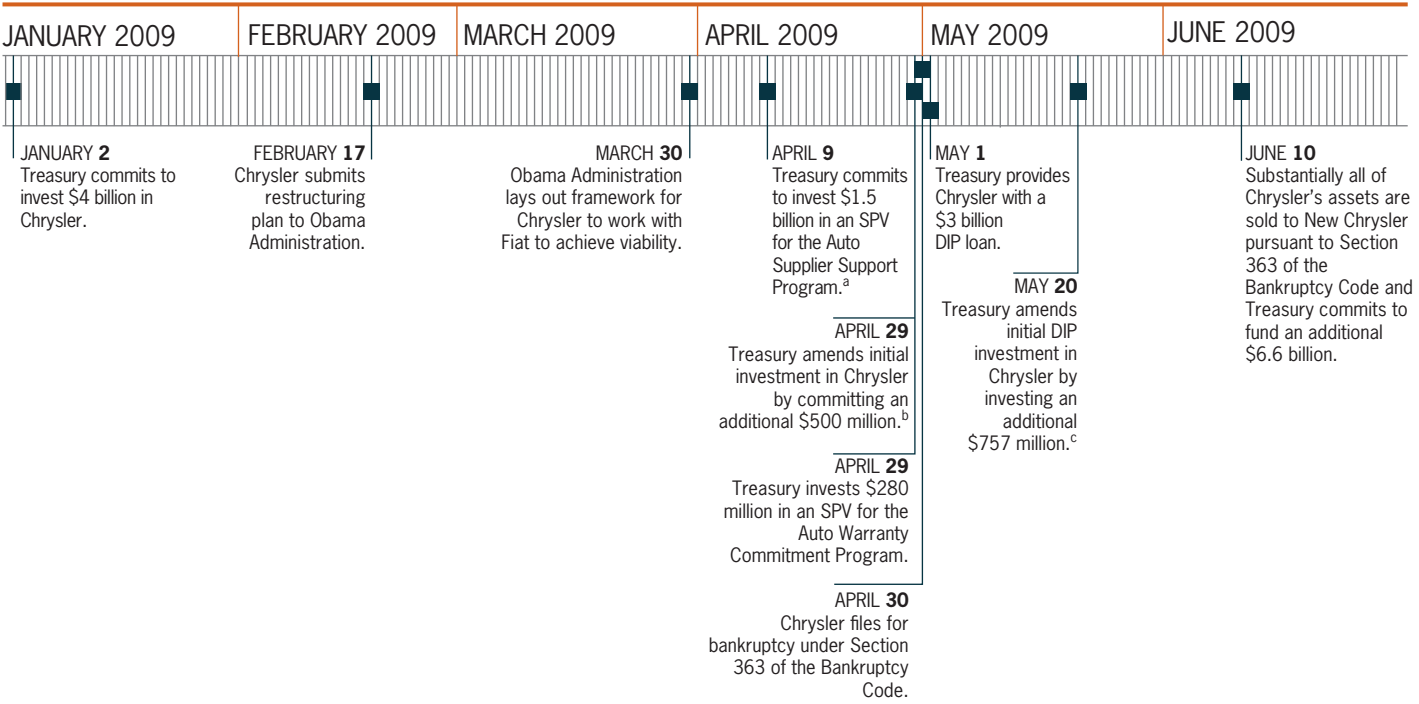 JANUARY 2009
FEBRUARY 2009
MARCH 2009
APRIL 2009
MAY 2009
JUNE 2009
JANUARY 2
Treasury commits to
invest $4 billion in
Chrysler.
FEBRUARY 17
Chrysler submits
restructuring
plan to Obama
Administration.
MARCH 30
Obama Administration
lays out framework for
Chrysler to work with
Fiat to achieve viability.
APRIL 9
Treasury commits
to invest $1.5
billion in an SPV
for the Auto
Supplier Support
Program.a
APRIL 29
Treasury amends initial
investment in Chrysler
by committing an
additional $500 million.b
APRIL 29
Treasury invests $280
million in an SPV for the
Auto Warranty
Commitment Program.
APRIL 30
Chrysler files for
bankruptcy under Section
363 of the Bankruptcy
Code.
MAY 1
Treasury provides
Chrysler with a
$3 billion
DIP loan.
MAY 20
Treasury amends
initial DIP
investment in
Chrysler by
investing an
additional
$757 million.c
JUNE 10
Substantially all of
Chrysler's assets are
sold to New Chrysler
pursuant to Section
363 of the
Bankruptcy Code and
Treasury commits to
fund an additional
$6.6 billion.